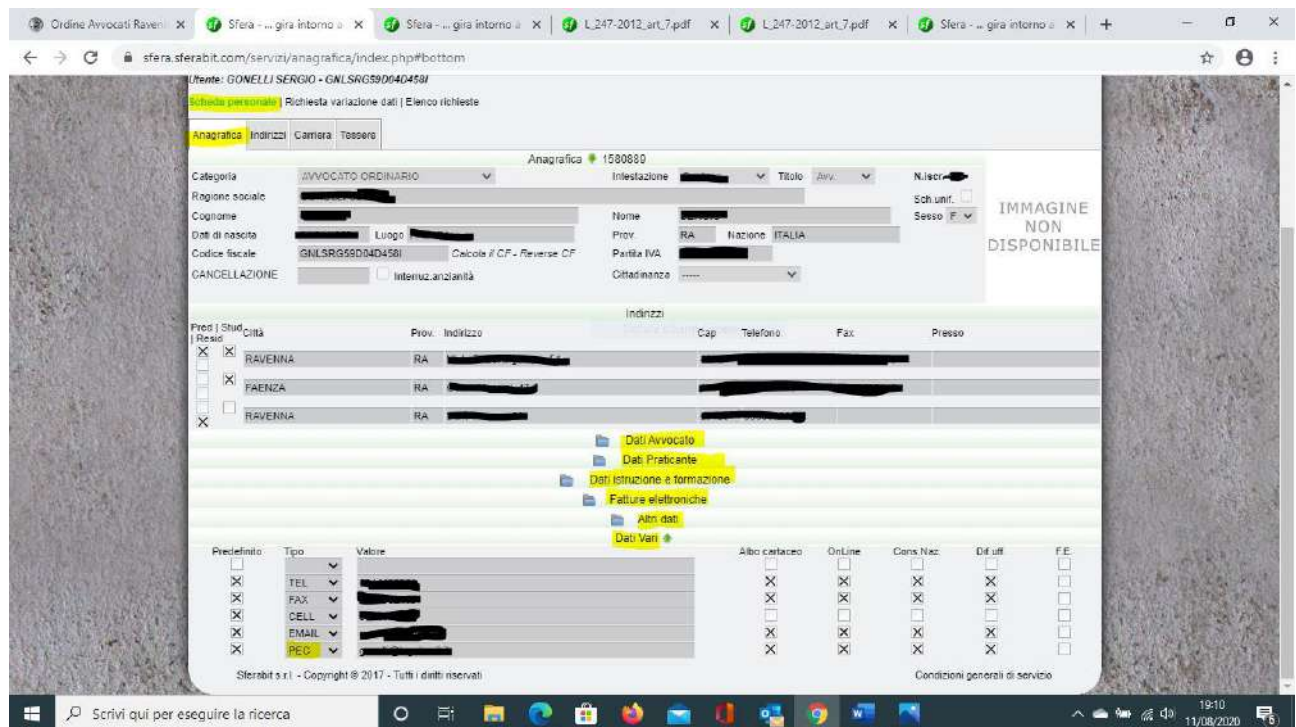 Ordine Avvocati Raven X Sfera - ... gira intorno a X Sfera - ... gira intorno a X L_247-2012_art_7.pdf X L_247-2012_art_7.pdf X Sfera - ... gira intorno a X +
sfera.sferabit.com/servizi/anagrafica/index.php#bottom
Utente: GONELLI SERGIO - GNLSRG59D04D458I
Scheda personale | Richiesta variazione dati | Elenco richieste
Anagrafica Indirizzi Carriera Tessere
Anagrafica 1580880
Categoria AVVOCATO ORDINARIO Intestazione Titolo Avv. N.iscr.
Ragione sociale Sch.unif.
Cognome Nome Sesso F
Dati di nascita Luogo Prov. RA Nazione ITALIA
Codice fiscale GNLSRG59D04D458I Calcola il CF - Reverse CF Partita IVA
CANCELLAZIONE Interruz.anzianità Cittadinanza -----
IMMAGINE
NON
DISPONIBILE
Indirizzi
Pred | Stud
| Resid Città Prov. Indirizzo Cap Telefono Fax Presso
X X RAVENNA RA
X FAENZA RA
X RAVENNA RA
Dati Avvocato
Dati Praticante
Dati istruzione e formazione
Fatture elettroniche
Altri dati
Dati Vari
Predefinito Tipo Valore Albo cartaceo OnLine Cons.Naz. Dif.uff. F.E.
X TEL X X X X
X FAX X X X X
X CELL
X EMAIL X X X X
X PEC X X X X
Sferabit s.r.l. - Copyright © 2017 - Tutti i diritti riservati Condizioni generali di servizio
Scrivi qui per eseguire la ricerca
19:10
11/08/2020